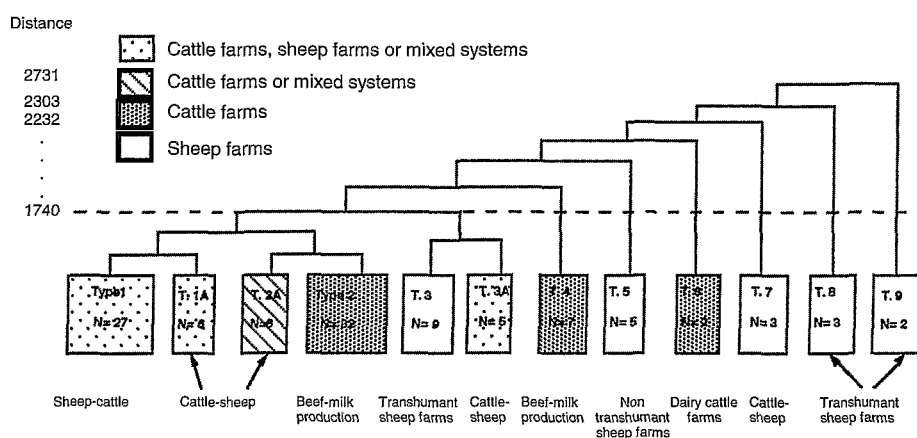 Distance
Cattle farms, sheep farms or mixed systems
Cattle farms or mixed systems
Cattle farms
Sheep farms
2731
2303
2232
1740
Type1
N=27
T. 1A
N= 6
T. 2A
Type 2
T. 3
N= 9
T. 3A
N= 5
T. 4
N=7
T. 5
N= 5
T. 6
T. 7
N= 3
T. 8
N= 3
T. 9
N= 2
Sheep-cattle
Cattle-sheep
Beef-milk
production
Transhumant
sheep farms
Cattle-
sheep
Beef-milk
production
Non
transhumant
sheep farms
Dairy cattle
farms
Cattle-
sheep
Transhumant
sheep farms